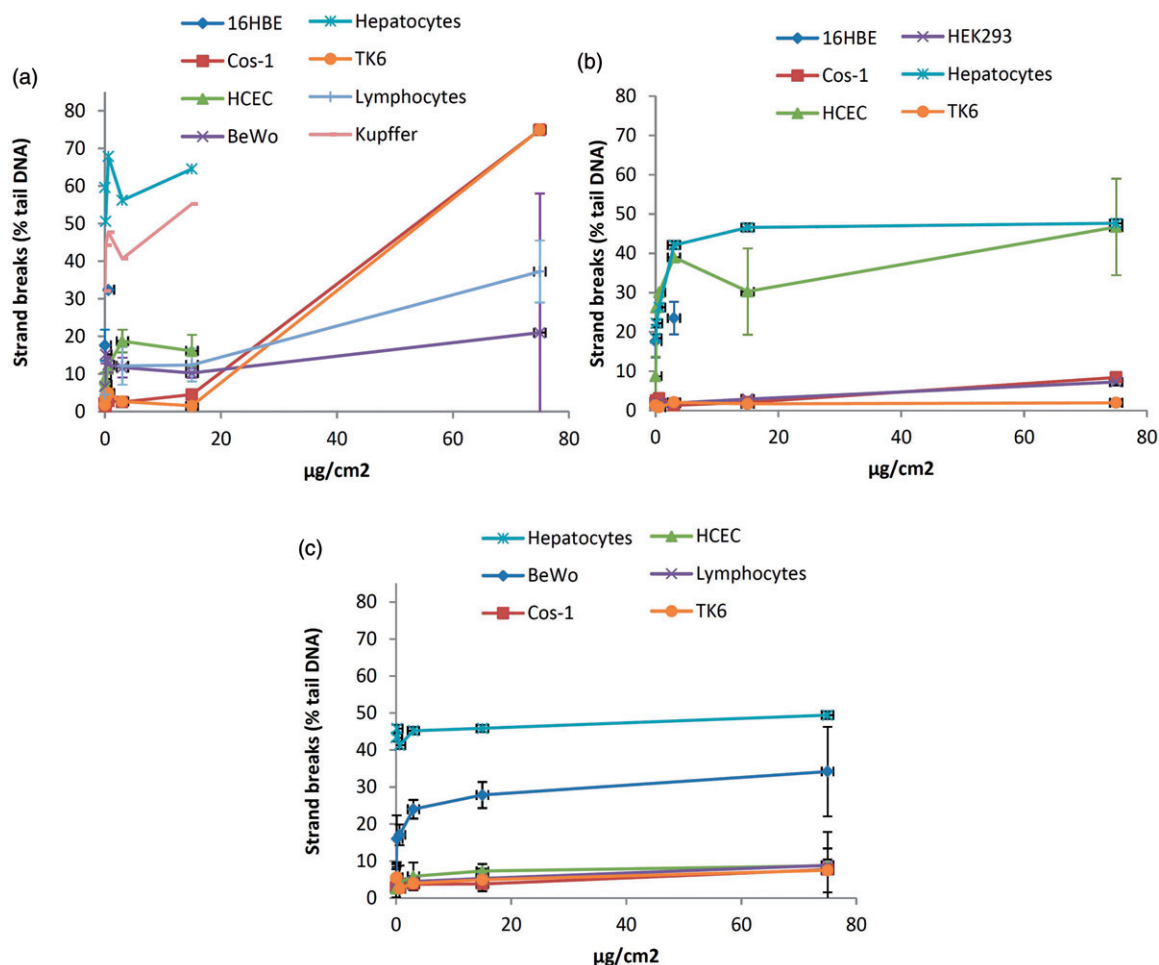 (a)
16HBE Hepatocytes
Cos-1 TK6
HCEC Lymphocytes
BeWo Kupffer
Strand breaks (% tail DNA)
80
70
60
50
40
30
20
10
0
0 20 40 60 80
µg/cm2
(b)
16HBE HEK293
Cos-1 Hepatocytes
HCEC TK6
Strand breaks (% tail DNA)
80
70
60
50
40
30
20
10
0
0 20 40 60 80
µg/cm2
(c)
Hepatocytes HCEC
BeWo Lymphocytes
Cos-1 TK6
Strand breaks (% tail DNA)
80
70
60
50
40
30
20
10
0
0 20 40 60 80
µg/cm2